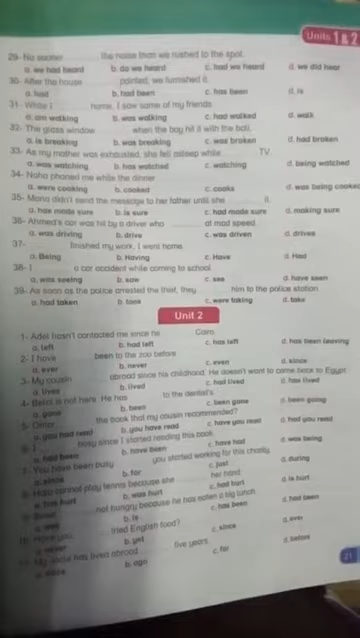 Units 1 & 2
29- No sooner ........ the noise than we rushed to the spot.
a. we had heard b. do we heard c. had we heard d. we did hear
30- After the house ........ painted, we furnished it.
a. had b. had been c. has been d. is
31- While I ........ home, I saw some of my friends
a. am walking b. was walking c. had walked d. walk
32- The glass window ........ when the boy hit it with the ball.
a. is breaking b. was breaking c. was broken d. had broken
33- As my mother was exhausted, she fell asleep while ........ TV.
a. was watching b. has watched c. watching d. being watched
34- Noha phoned me while the dinner ........
a. were cooking b. cooked c. cooks d. was being cooked
35- Mona didn't send the message to her father until she ........ it.
a. has made sure b. is sure c. had made sure d. making sure
36- Ahmed's car was hit by a driver who ........ at mad speed.
a. was driving b. drive c. was driven d. drives
37- ........ finished my work, I went home.
a. Being b. Having c. Have d. Had
38- I ........ a car accident while coming to school.
a. was seeing b. saw c. see d. have seen
39- As soon as the police arrested the thief, they ........ him to the police station.
a. had taken b. took c. were taking d. take
Unit 2
1- Adel hasn't contacted me since he ........ Cairo.
a. left b. had left c. has left d. has been leaving
2- I have ........ been to the zoo before.
a. ever b. never c. even d. since
3- My cousin ........ abroad since his childhood. He doesn't want to come back to Egypt.
a. lives b. lived c. had lived d. has lived
4- Belal is not here. He has ........ to the dentist's.
a. gone b. been c. been gone d. been going
5- Omar, ........ the book that my cousin recommended?
a. you had read b. you have read c. have you read d. had you read
6- I ........ busy since I started reading this book.
a. had been b. have been c. have had d. was being
7- You have been busy ........ you started working for this charity.
a. since b. for c. just d. during
8- Hala cannot play tennis because she ........ her hand.
a. has hurt b. was hurt c. had hurt d. is hurt
........ not hungry because he has eaten a big lunch.
a. was b. is c. has been d. had been
10- Have you ........ tried English food?
a. never b. yet c. since d. ever
11- My uncle has lived abroad ........ five years.
a. since b. ago c. for d. before
21